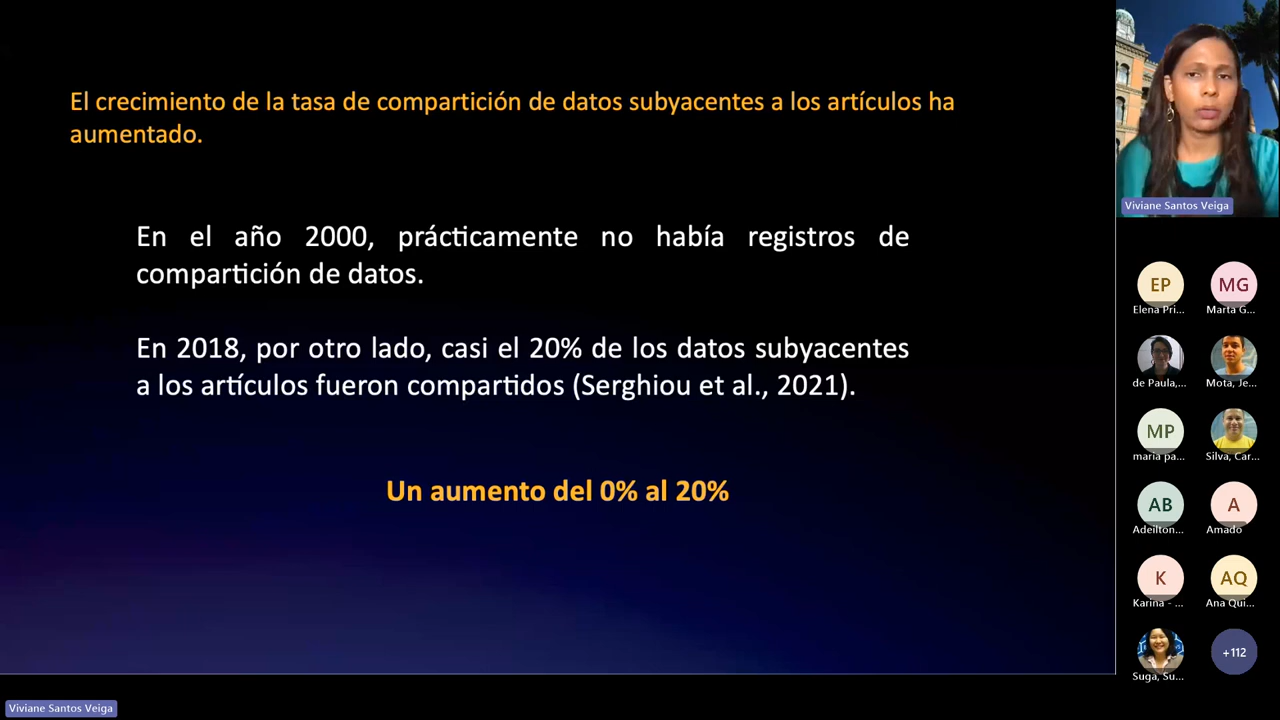 El crecimiento de la tasa de compartición de datos subyacentes a los artículos ha
aumentado.
En el año 2000, prácticamente no había registros de
compartición de datos.
En 2018, por otro lado, casi el 20% de los datos subyacentes
a los artículos fueron compartidos (Serghiou et al., 2021).
Un aumento del 0% al 20%
Viviane Santos Veiga
EP
MG
Elena Pri...
Marta G...
de Paula,...
Mota, Je...
MP
maria pa...
Silva, Car...
AB
A
Adeilton...
Amado
K
AQ
Karina - ...
Ana Qui...
+112
Suga, Su...
Viviane Santos Veiga